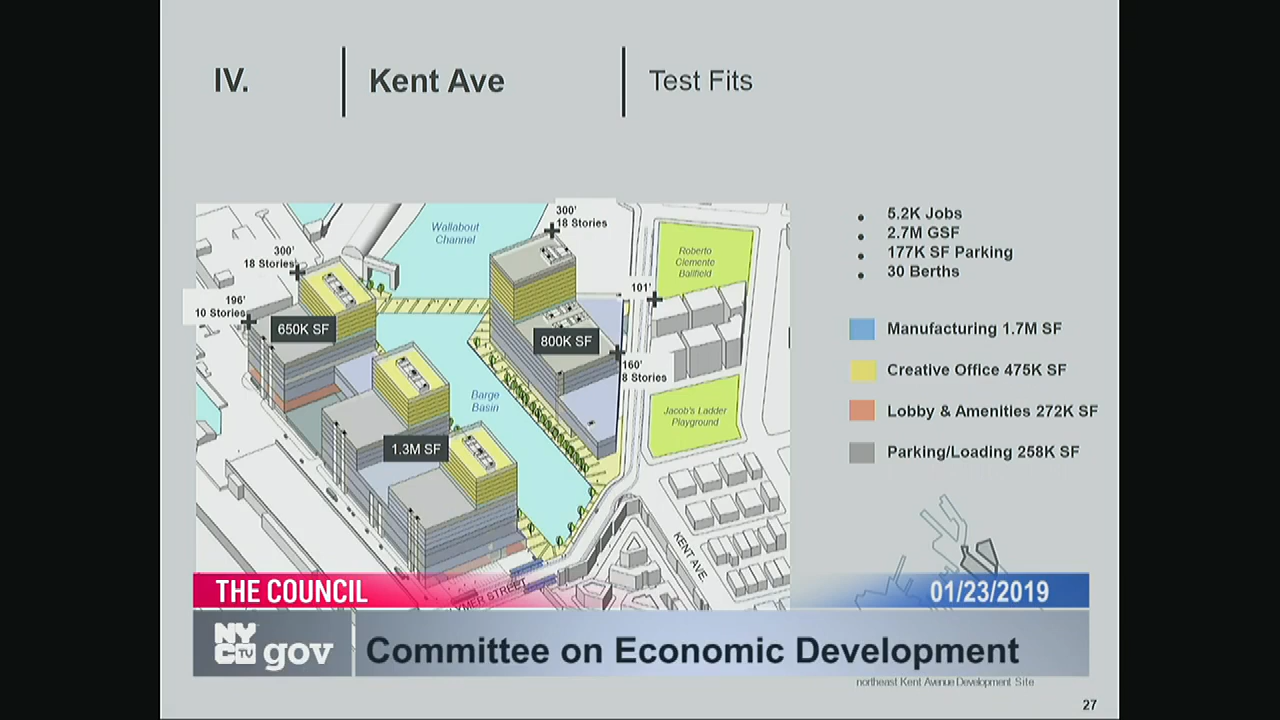 IV.
Kent Ave
Test Fits
300'
18 Stories
Wallabout
Channel
Roberto
Clemente
Ballfield
300'
18 Stories
101'
196'
10 Stories
650K SF
800K SF
160'
8 Stories
Barge
Basin
Jacob's Ladder
Playground
1.3M SF
KENT AVE
YMER STREET
5.2K Jobs
2.7M GSF
177K SF Parking
30 Berths
Manufacturing 1.7M SF
Creative Office 475K SF
Lobby & Amenities 272K SF
Parking/Loading 258K SF
THE COUNCIL
01/23/2019
NYC TV gov
Committee on Economic Development
northeast Kent Avenue Development Site
27